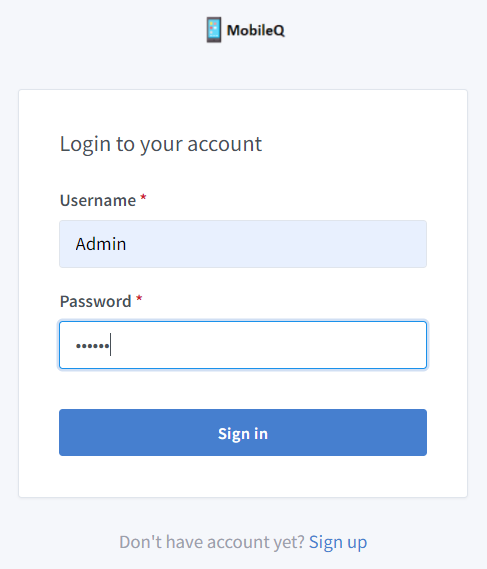 MobileQ
Login to your account
Username *
Admin
Password *
••••••
Sign in
Don't have account yet? Sign up